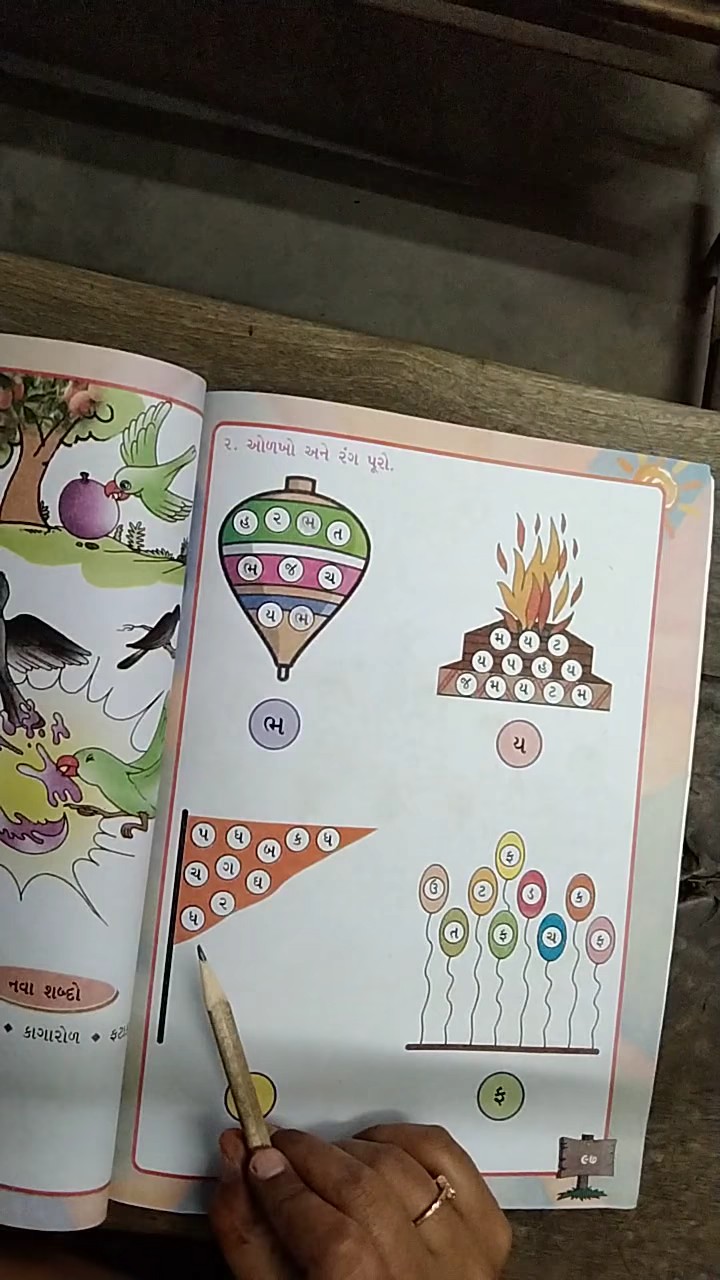 ૨. ઓળખો અને રંગ પૂરો.
હ ર ભ ત
ભ જ ચ
ય ભ
ભ
મ ય ટ
ય પ હ ય
જ મ ય ટ મ
ય
પ ધ બ ક ધ
ચ ગ ઘ
ધ ર
ફ
ઉ ટ ડ ક
ત ફ ચ ફ
ફ
નવા શબ્દો
◆ કાગારોળ ◆
૯૭